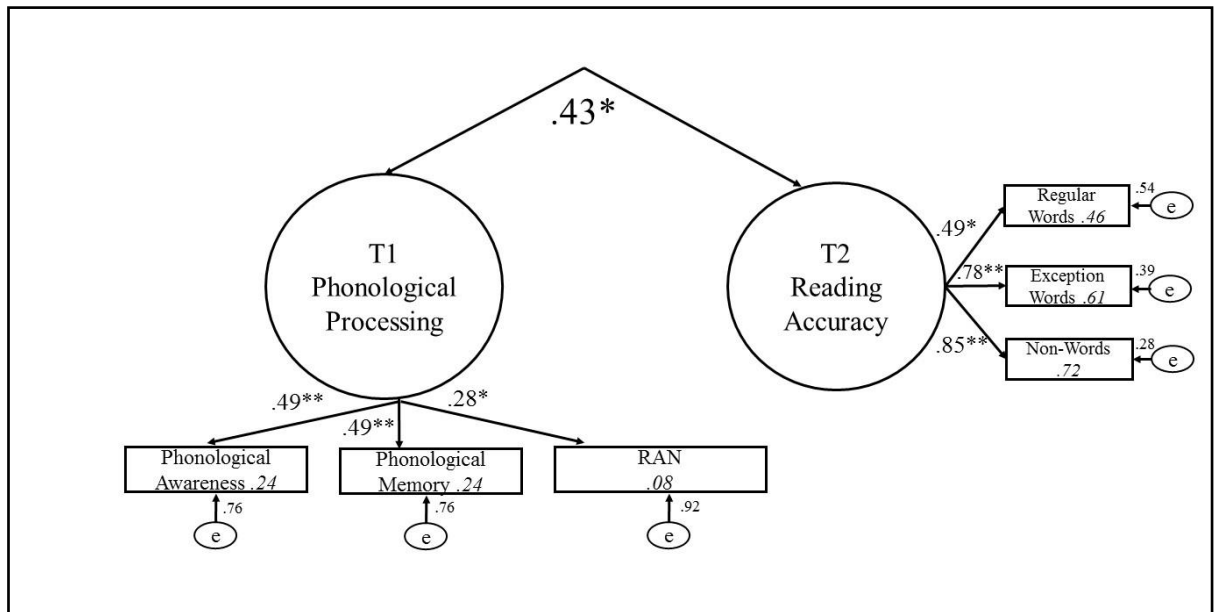 .43*
T1
Phonological
Processing
T2
Reading
Accuracy
.49*
.78**
.85**
Regular
Words .46
.54
e
Exception
Words .61
.39
e
Non-Words
.72
.28
e
.49**
.49**
.28*
Phonological
Awareness .24
Phonological
Memory .24
RAN
.08
.76
e
.76
e
.92
e